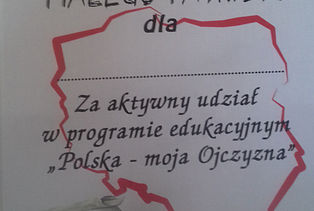 dla
Za aktywny udział
w programie edukacyjnym
„Polska - moja Ojczyzna”